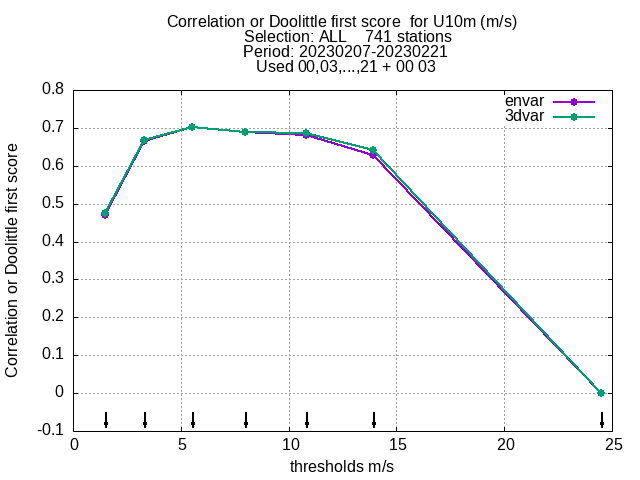 Correlation or Doolittle first score  for U10m (m/s)
Selection: ALL    741 stations
Period: 20230207-20230221
Used 00,03,...,21 + 00 03
envar
3dvar
Correlation or Doolittle first score
0.8
0.7
0.6
0.5
0.4
0.3
0.2
0.1
0
-0.1
0 5 10 15 20 25
thresholds m/s